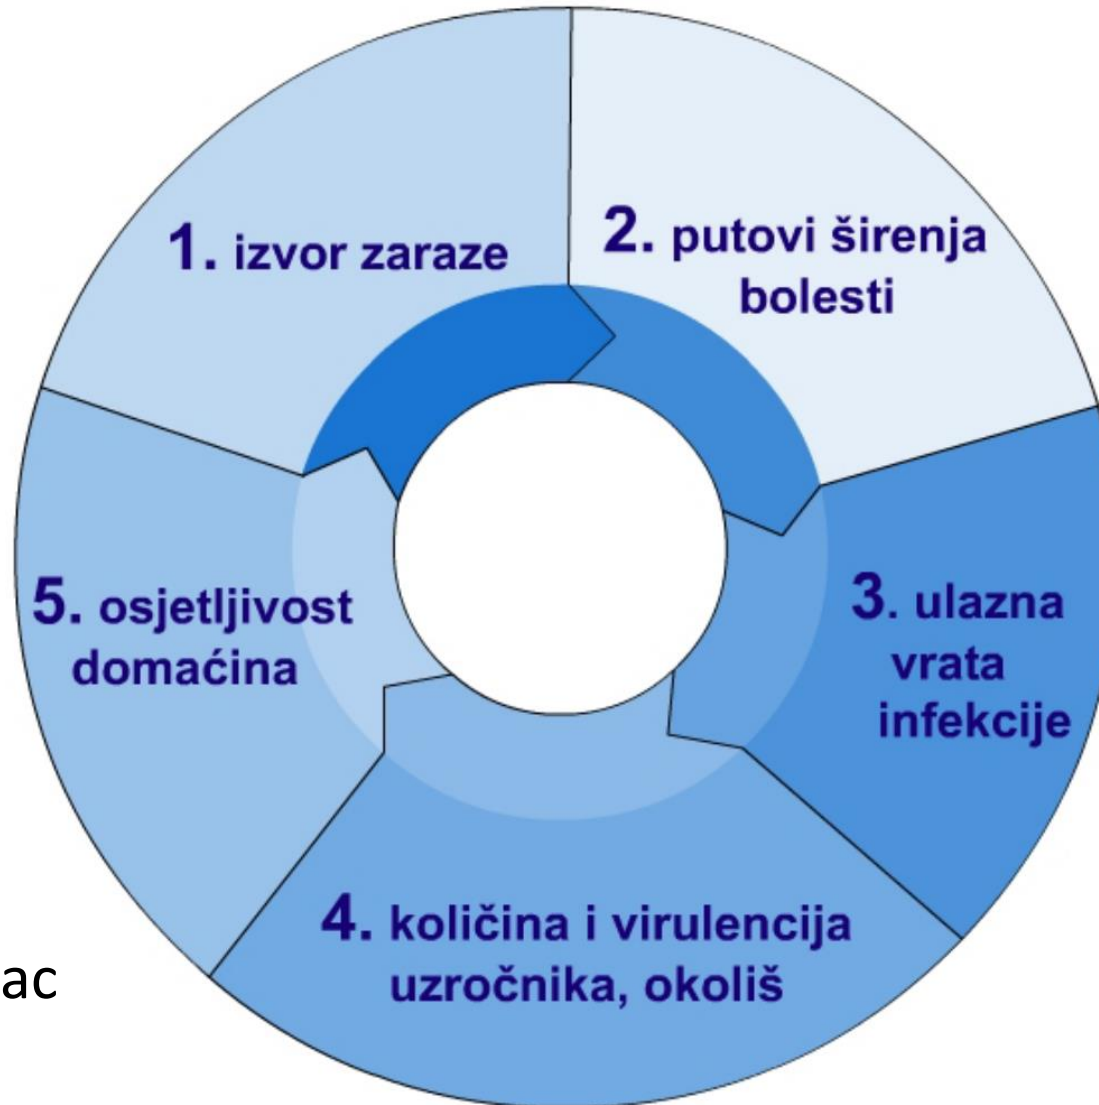 1. izvor zaraze
2. putovi širenja
bolesti
3. ulazna
vrata
infekcije
4. količina i virulencija
uzročnika, okoliš
5. osjetljivost
domaćina
ac